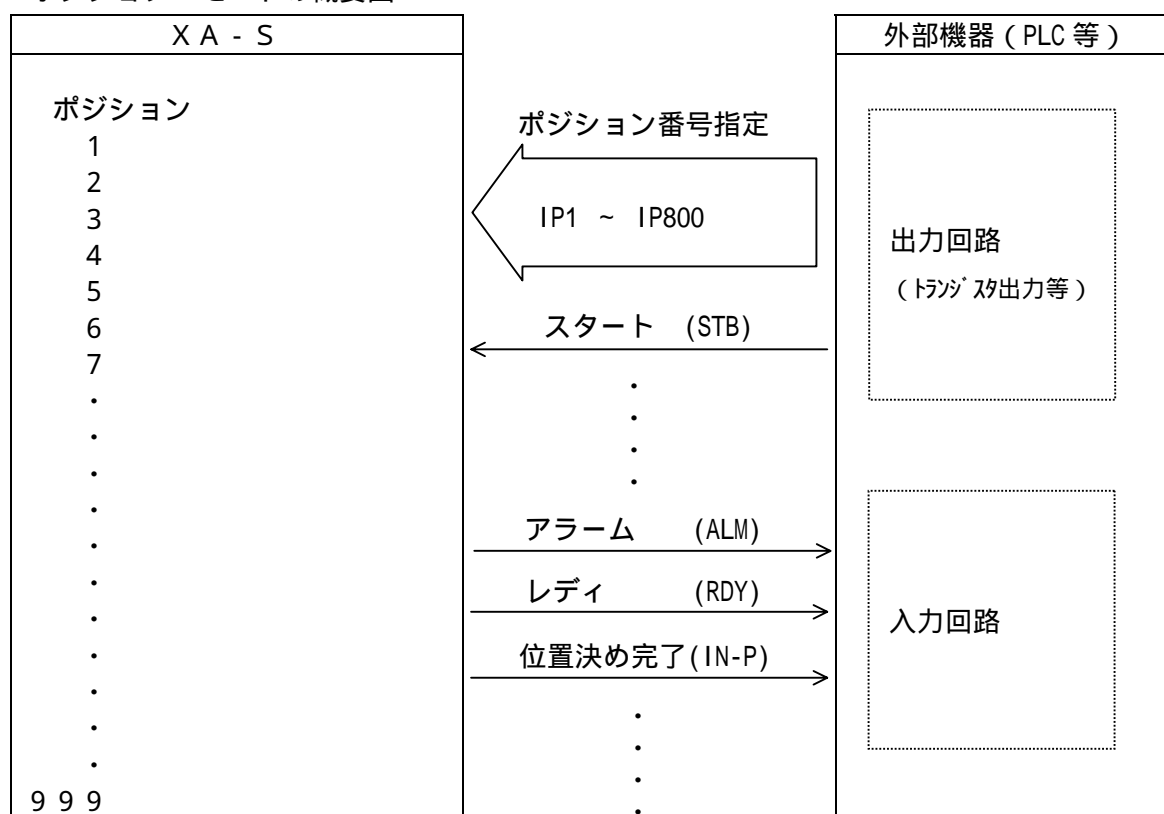 XA-S
ポジション
1
2
3
4
5
6
7
・
・
・
・
・
・
・
・
・
・
・
999
ポジション番号指定
IP1 ~ IP800
スタート (STB)
・
・
・
・
アラーム (ALM)
レディ (RDY)
位置決め完了(IN-P)
・
・
・
・
外部機器(PLC等)
出力回路
(トランジスタ出力等)
入力回路